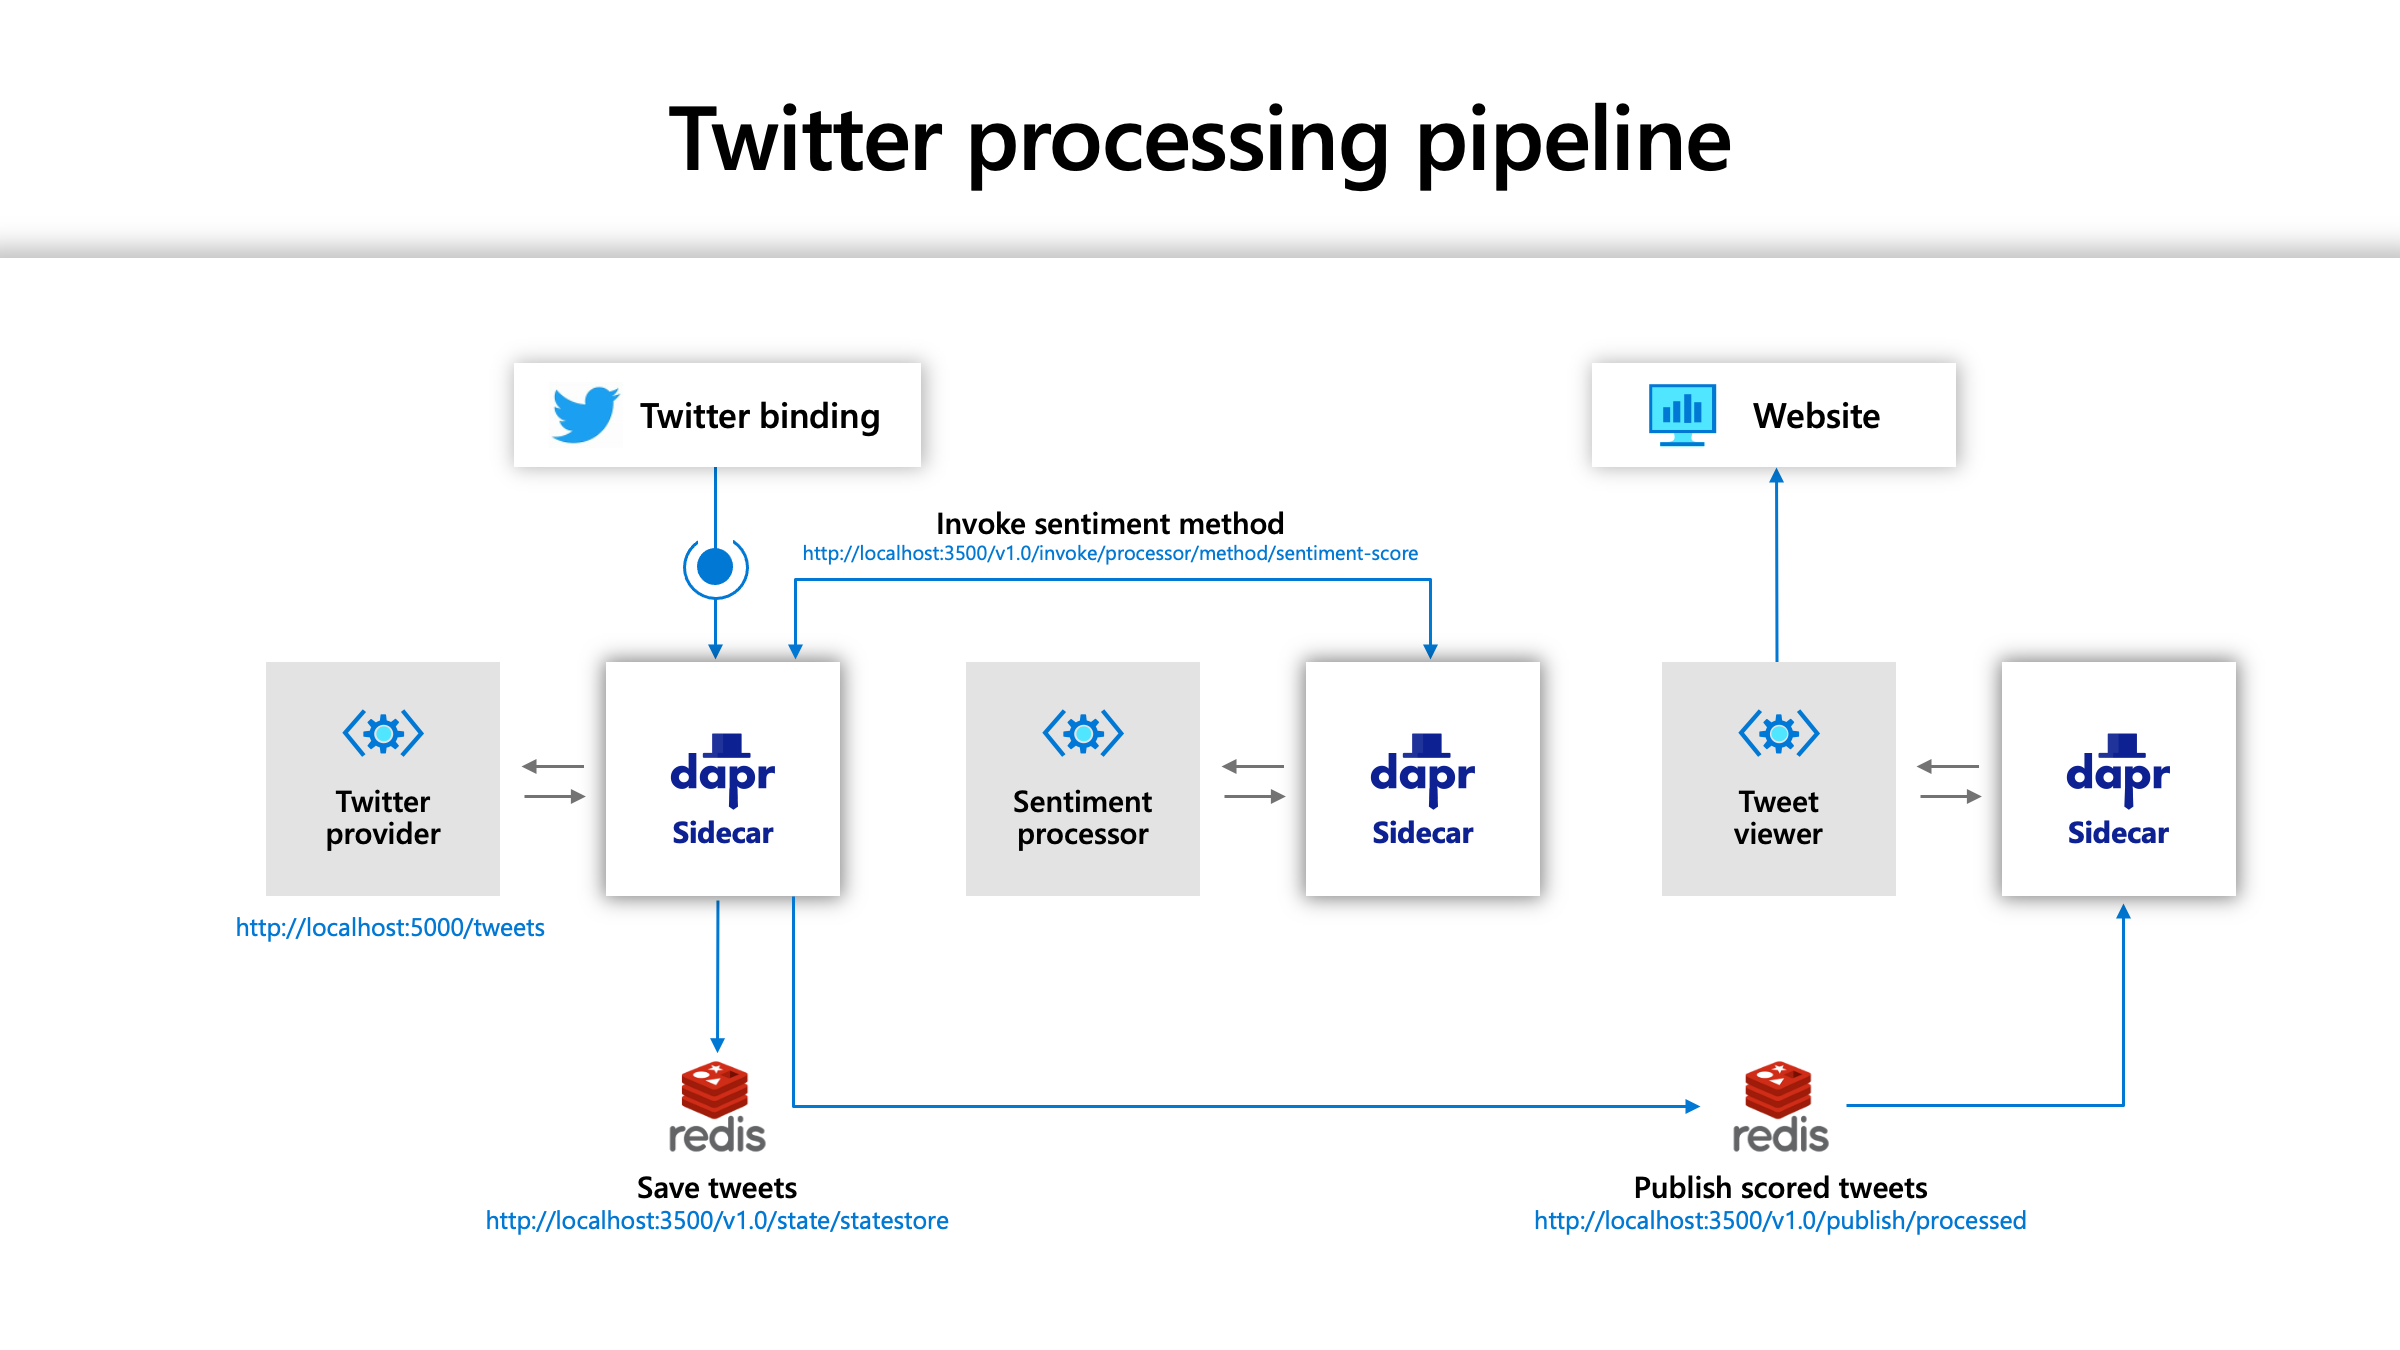 Twitter processing pipeline
Twitter binding
Website
Invoke sentiment method
http://localhost:3500/v1.0/invoke/processor/method/sentiment-score
Twitter
provider
http://localhost:5000/tweets
dapr
Sidecar
Sentiment
processor
dapr
Sidecar
Tweet
viewer
dapr
Sidecar
redis
Save tweets
http://localhost:3500/v1.0/state/statestore
redis
Publish scored tweets
http://localhost:3500/v1.0/publish/processed